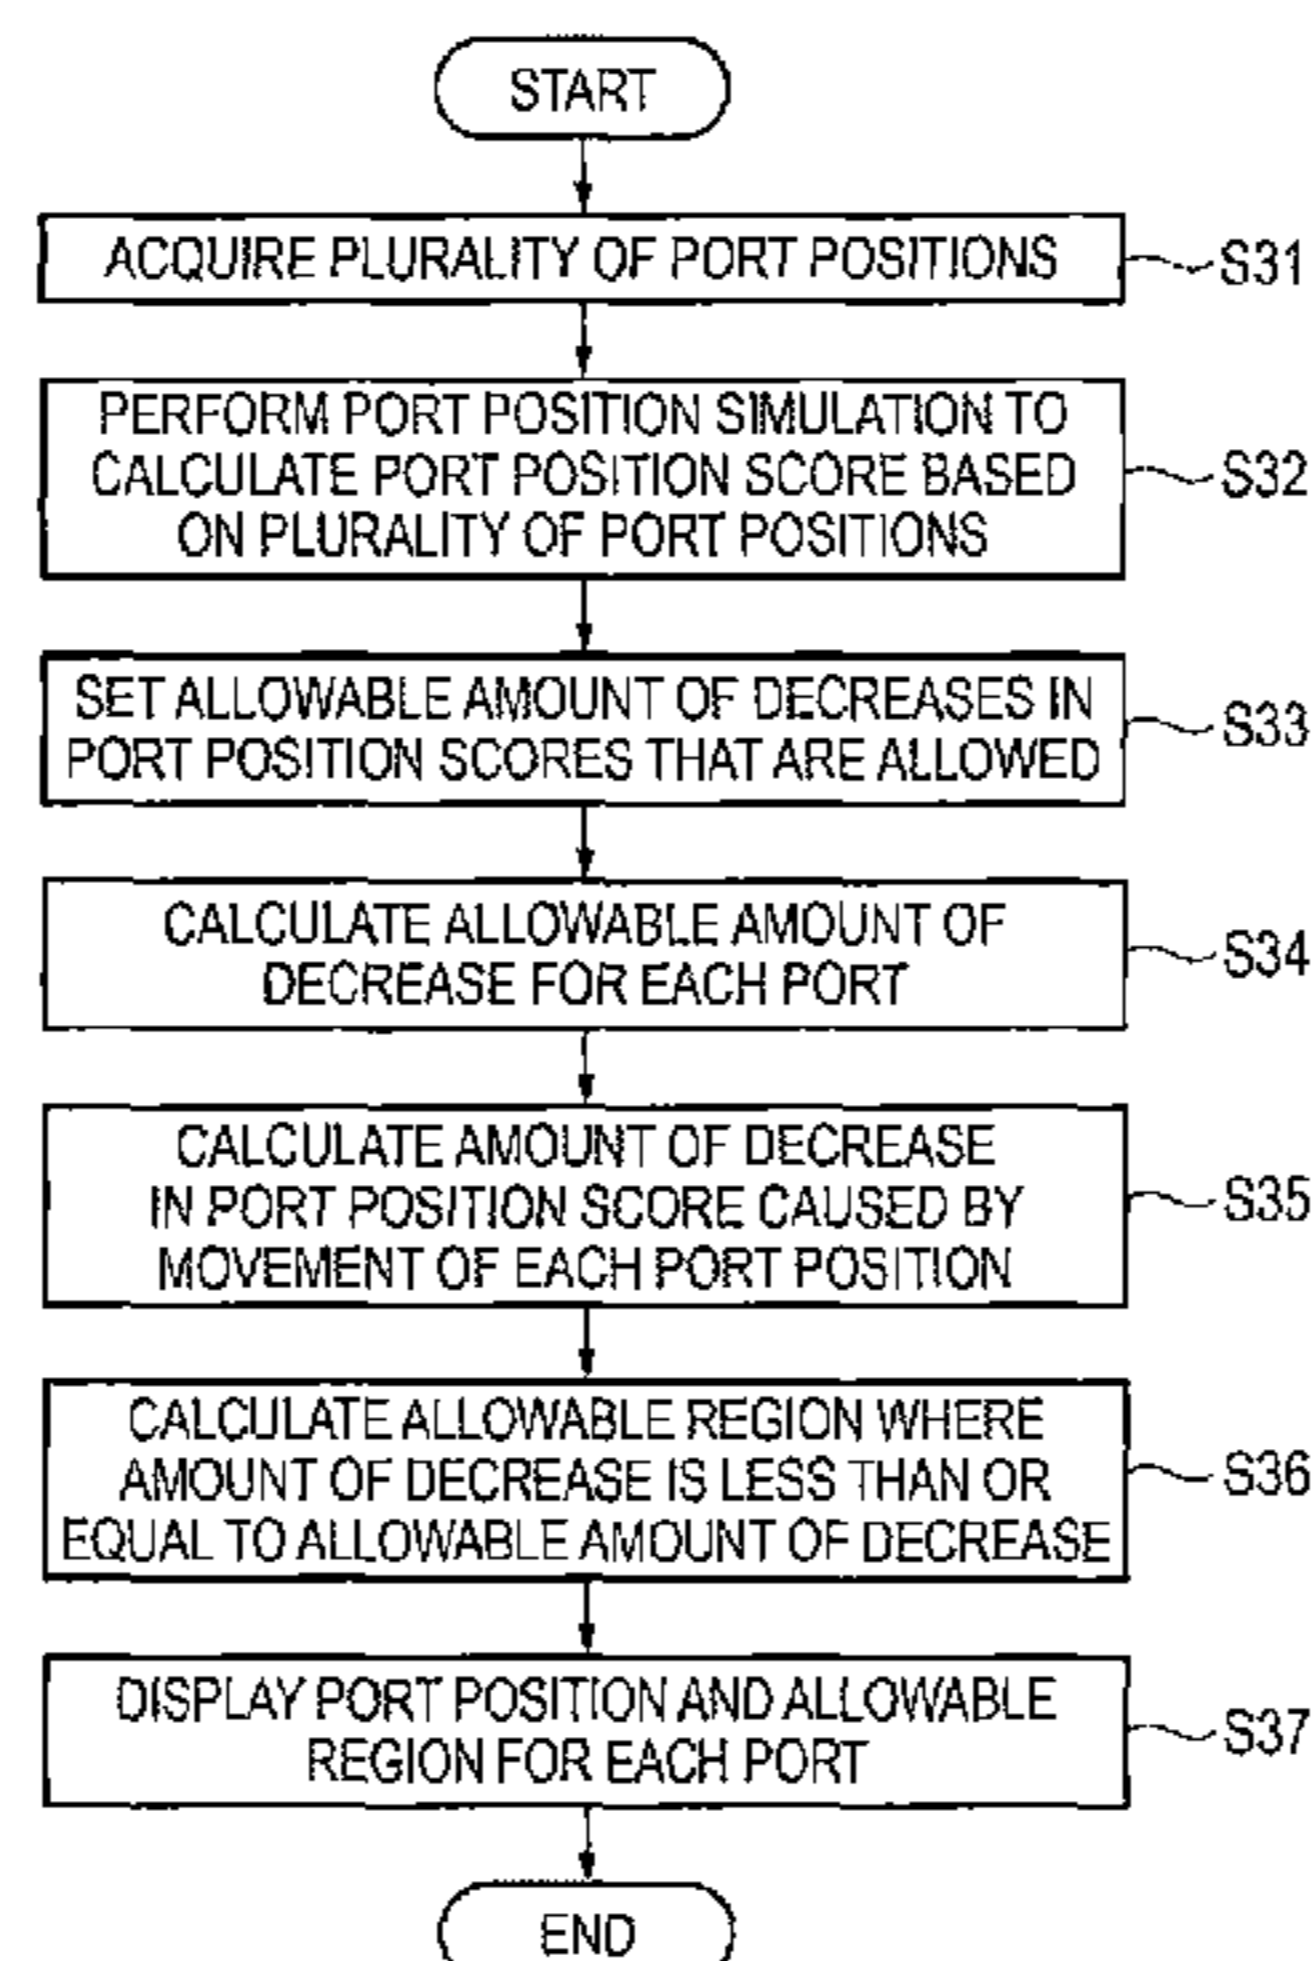 START
ACQUIRE PLURALITY OF PORT POSITIONS
S31
PERFORM PORT POSITION SIMULATION TO
CALCULATE PORT POSITION SCORE BASED
ON PLURALITY OF PORT POSITIONS
S32
SET ALLOWABLE AMOUNT OF DECREASES IN
PORT POSITION SCORES THAT ARE ALLOWED
S33
CALCULATE ALLOWABLE AMOUNT OF
DECREASE FOR EACH PORT
S34
CALCULATE AMOUNT OF DECREASE
IN PORT POSITION SCORE CAUSED BY
MOVEMENT OF EACH PORT POSITION
S35
CALCULATE ALLOWABLE REGION WHERE
AMOUNT OF DECREASE IS LESS THAN OR
EQUAL TO ALLOWABLE AMOUNT OF DECREASE
S36
DISPLAY PORT POSITION AND ALLOWABLE
REGION FOR EACH PORT
S37
END